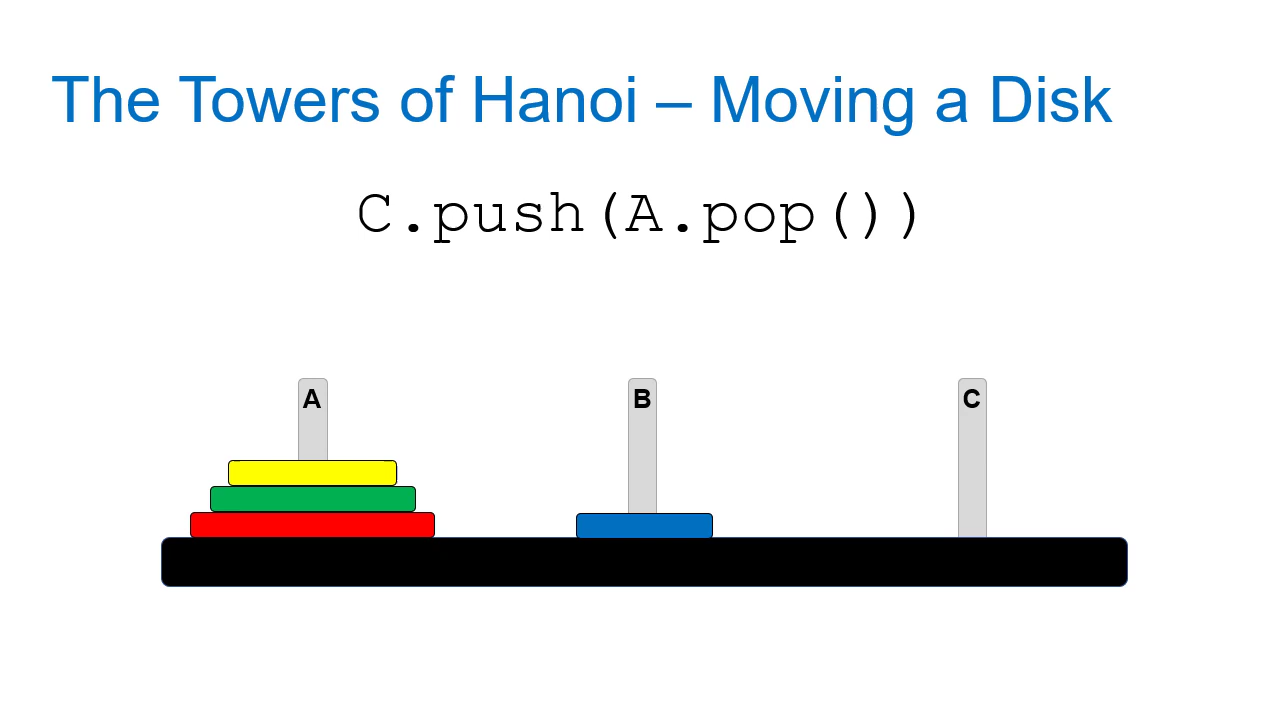 The Towers of Hanoi – Moving a Disk
C.push(A.pop())
A
B
C